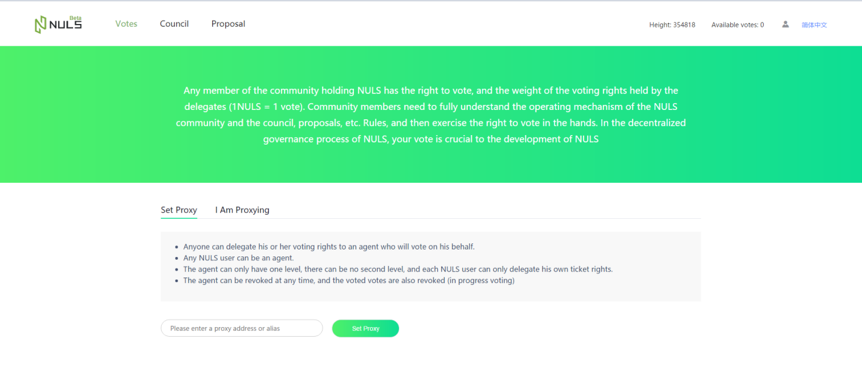 NULS Beta
Votes Council Proposal Height: 354818 Available votes: 0 简体中文
Any member of the community holding NULS has the right to vote, and the weight of the voting rights held by the
delegates (1NULS = 1 vote). Community members need to fully understand the operating mechanism of the NULS
community and the council, proposals, etc. Rules, and then exercise the right to vote in the hands. In the decentralized
governance process of NULS, your vote is crucial to the development of NULS
Set Proxy I Am Proxying
• Anyone can delegate his or her voting rights to an agent who will vote on his behalf.
• Any NULS user can be an agent.
• The agent can only have one level, there can be no second level, and each NULS user can only delegate his own ticket rights.
• The agent can be revoked at any time, and the voted votes are also revoked (in progress voting)
Please enter a proxy address or alias Set Proxy